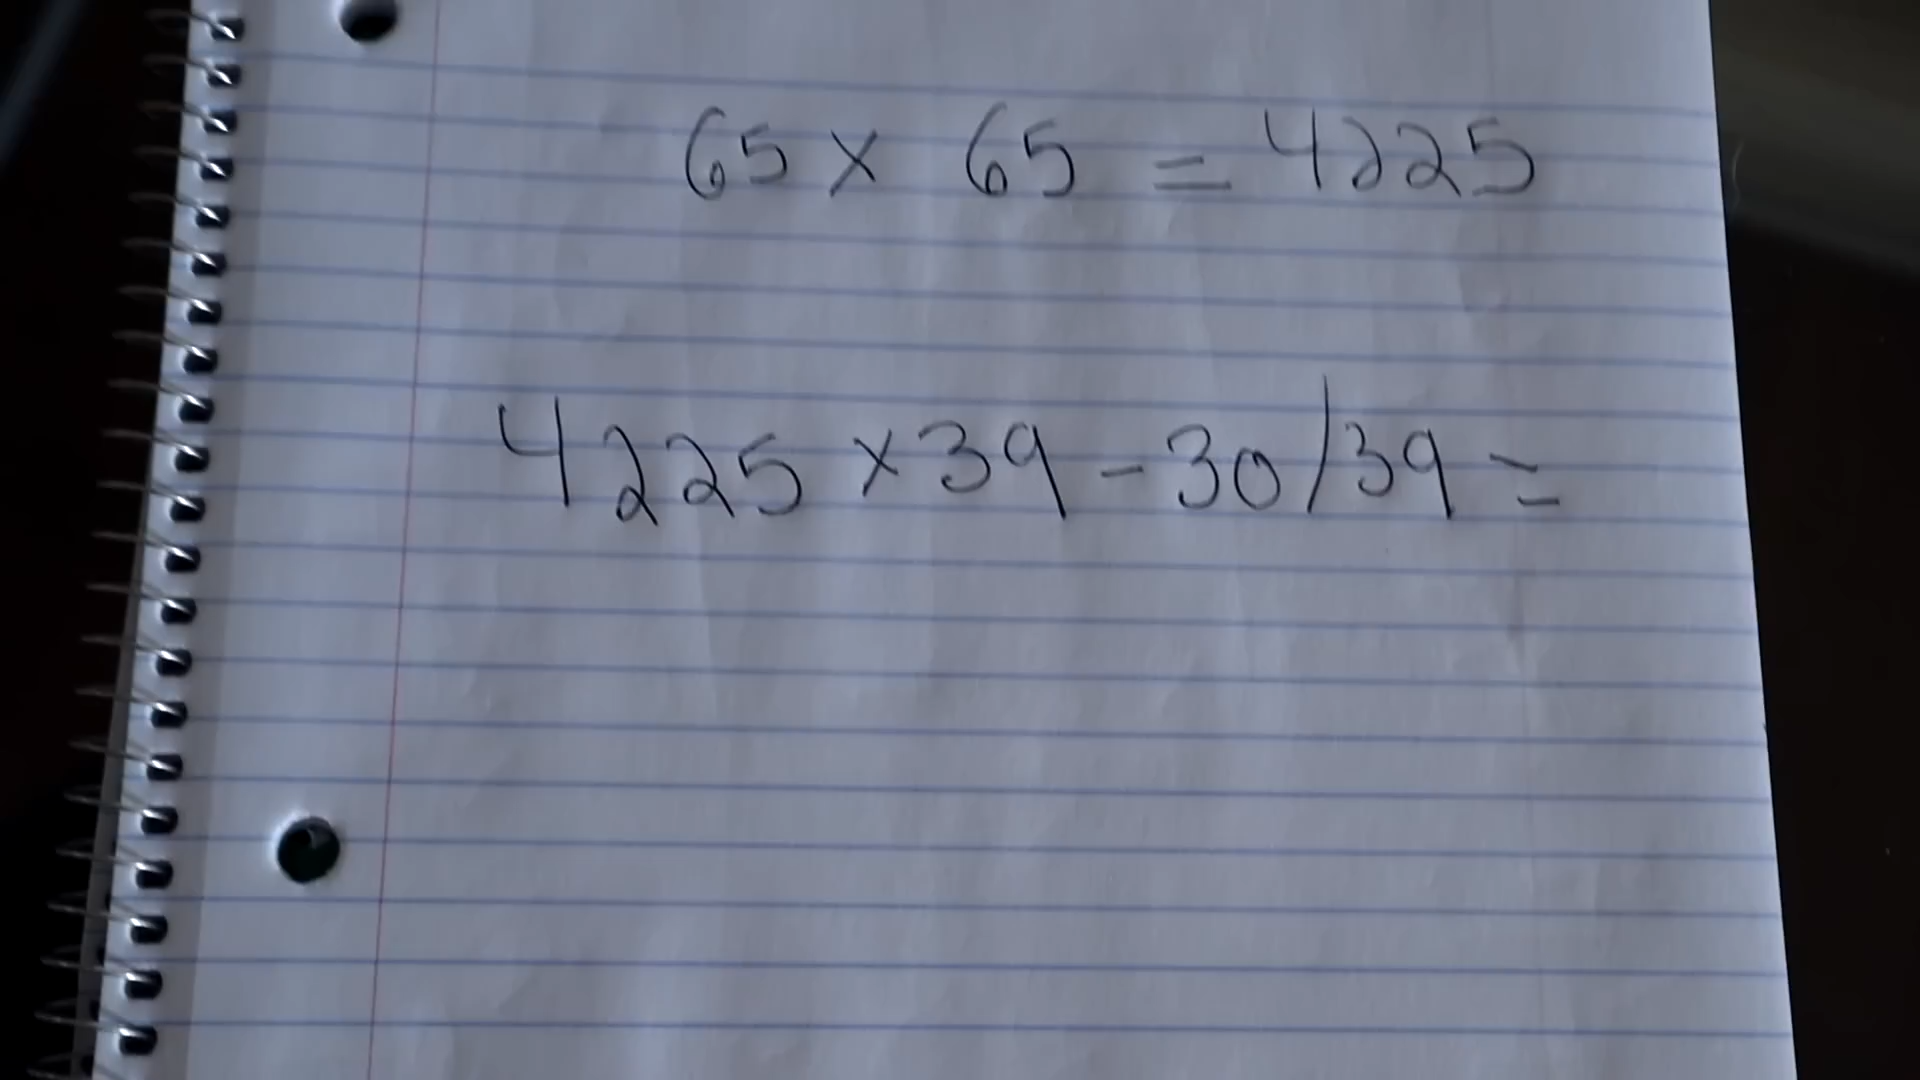 65 x 65 = 4225
4225 x 39 - 30/39 =